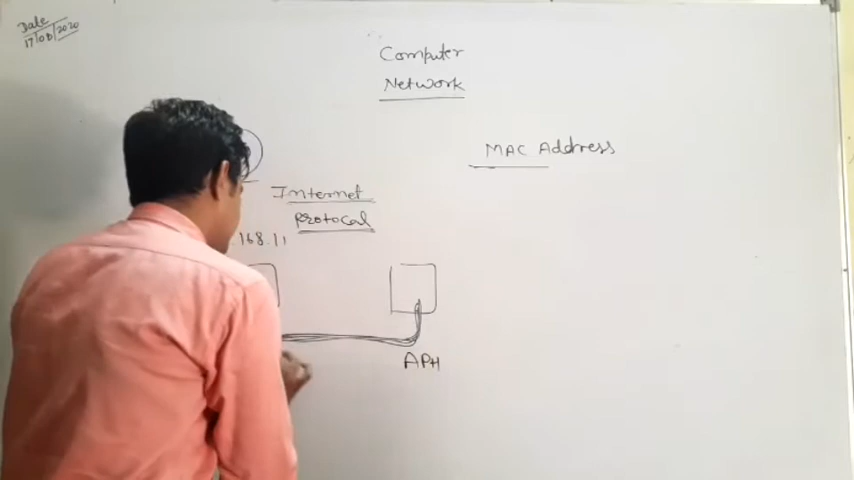 Date
17/08/2020
Computer
Network
MAC Address
Internet
Protocal
.168.11
APH